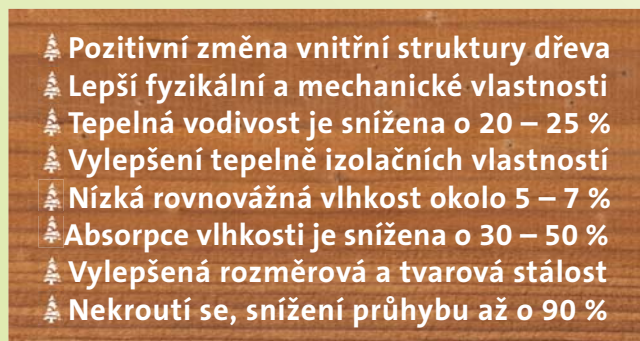 Pozitivní změna vnitřní struktury dřeva
Lepší fyzikální a mechanické vlastnosti
Tepelná vodivost je snížena o 20 – 25 %
Vylepšení tepelně izolačních vlastností
Nízká rovnovážná vlhkost okolo 5 – 7 %
Absorpce vlhkosti je snížena o 30 – 50 %
Vylepšená rozměrová a tvarová stálost
Nekroutí se, snížení průhybu až o 90 %